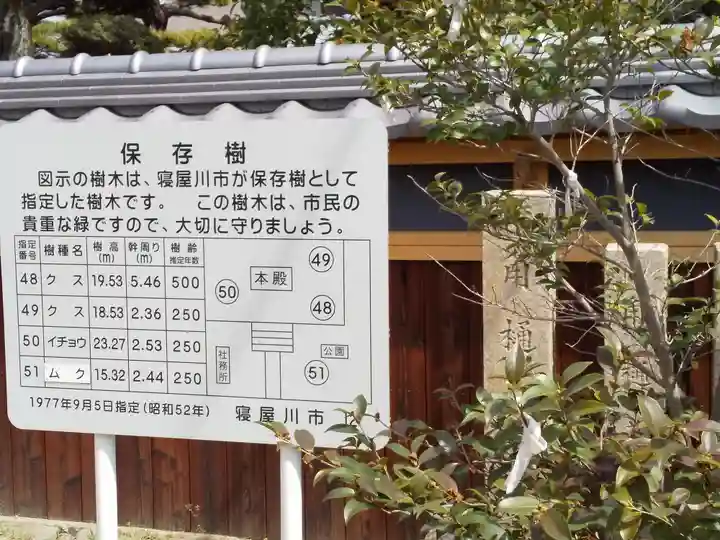 保存樹
図示の樹木は、寝屋川市が保存樹として
指定した樹木です。 この樹木は、市民の
貴重な緑ですので、大切に守りましょう。
指定番号 樹種名 樹高(m) 幹周り(m) 樹齢推定年数
48 クス 19.53 5.46 500
49 クス 18.53 2.36 250
50 イチョウ 23.27 2.53 250
51 ムク 15.32 2.44 250
49
本殿
50
48
社務所
公園
51
1977年9月5日指定(昭和52年) 寝屋川市
用樋